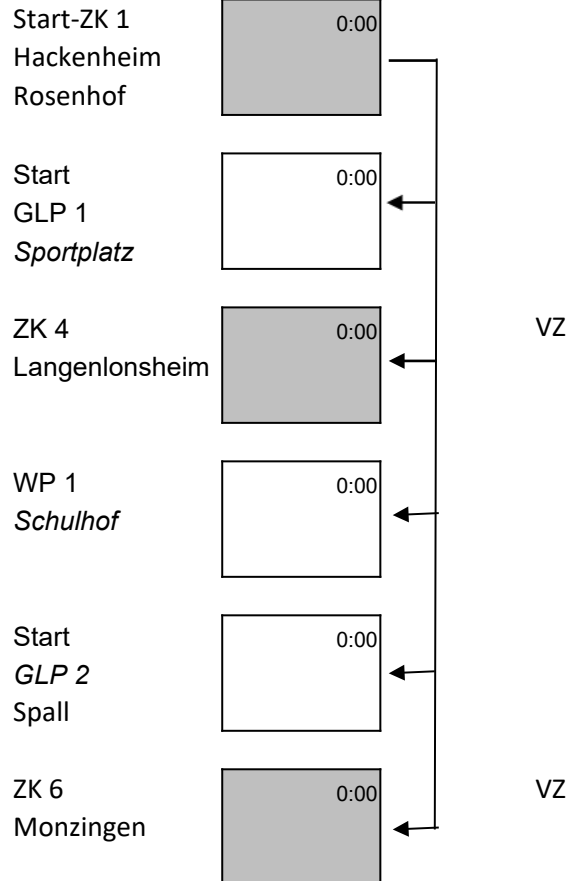 Start-ZK 1
0:00
Hackenheim
Rosenhof
Start
0:00
GLP 1
Sportplatz
ZK 4
0:00
VZ
Langenlonsheim
WP 1
0:00
Schulhof
Start
0:00
GLP 2
Spall
ZK 6
0:00
VZ
Monzingen